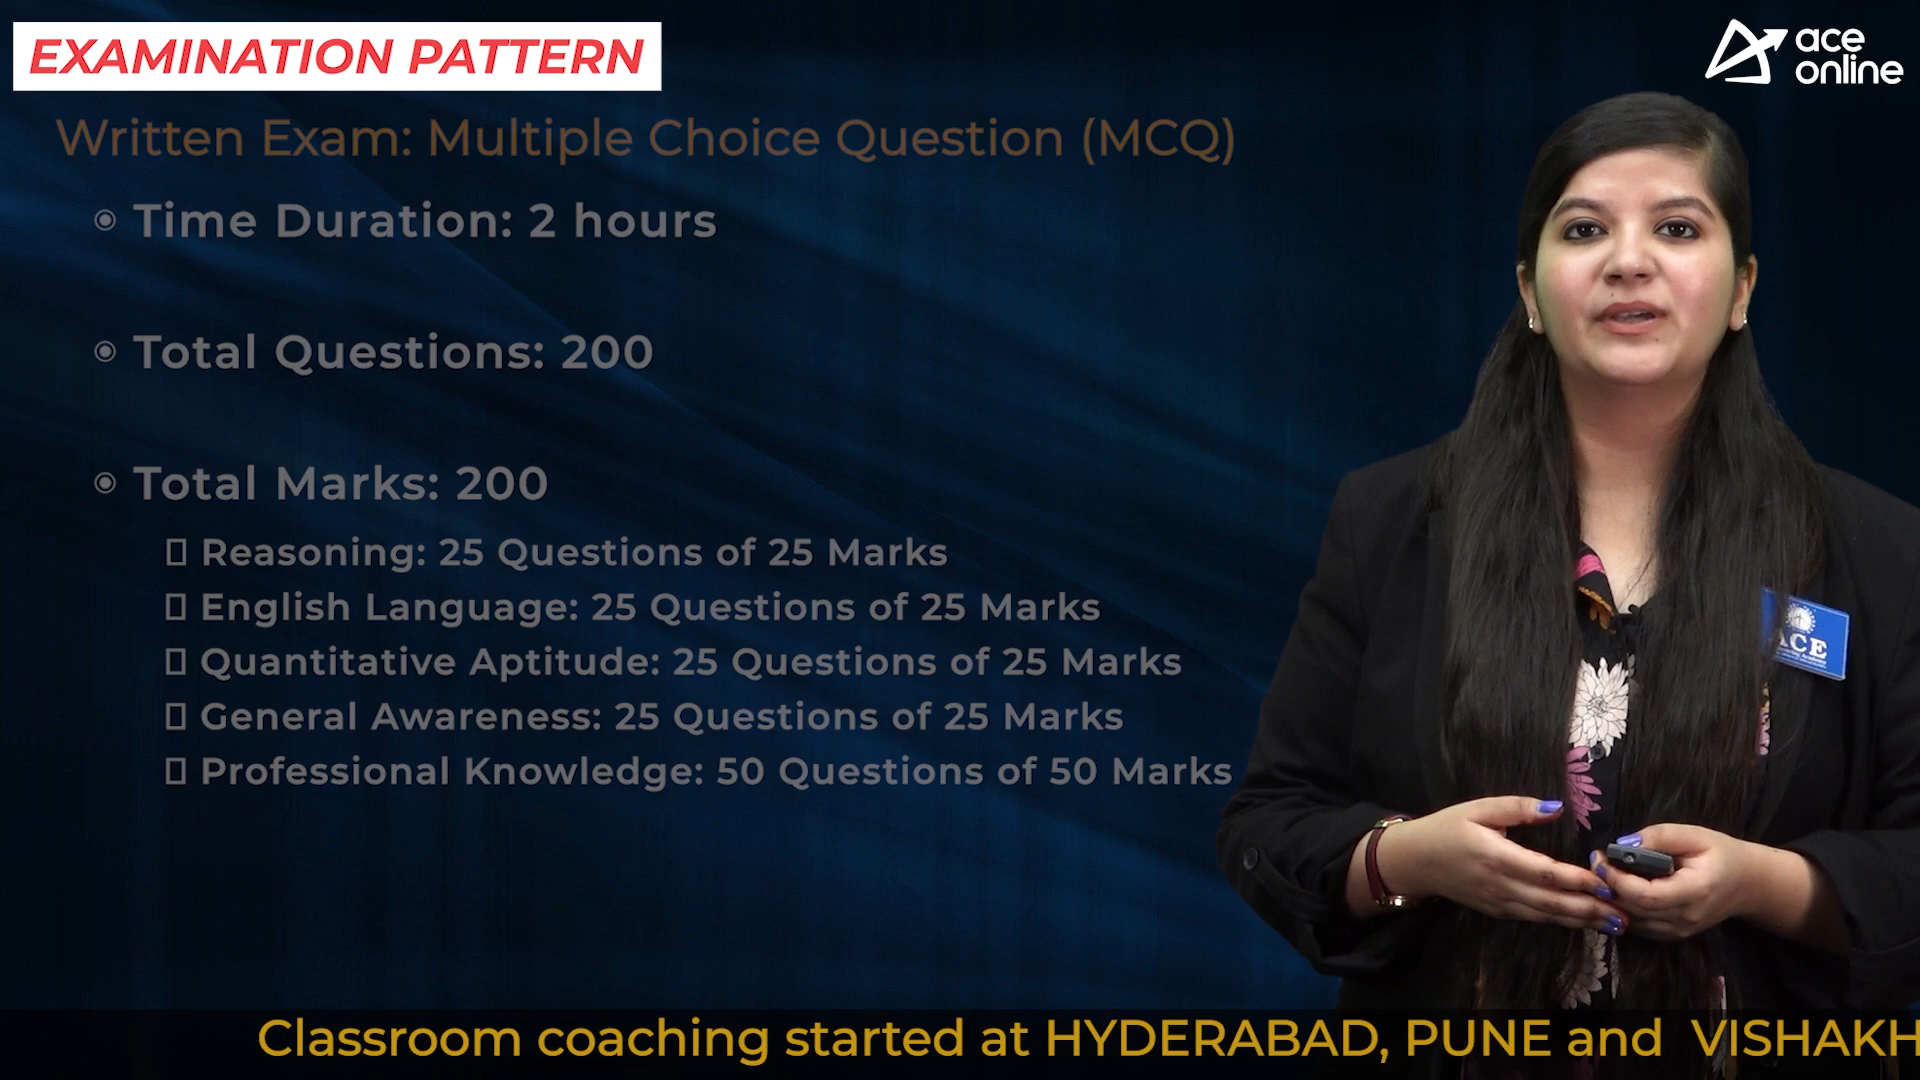 EXAMINATION PATTERN
ace
online
Written Exam: Multiple Choice Question (MCQ)
Time Duration: 2 hours
Total Questions: 200
Total Marks: 200
Reasoning: 25 Questions of 25 Marks
English Language: 25 Questions of 25 Marks
Quantitative Aptitude: 25 Questions of 25 Marks
General Awareness: 25 Questions of 25 Marks
Professional Knowledge: 50 Questions of 50 Marks
ACE
Classroom coaching started at HYDERABAD, PUNE and VISHAKH